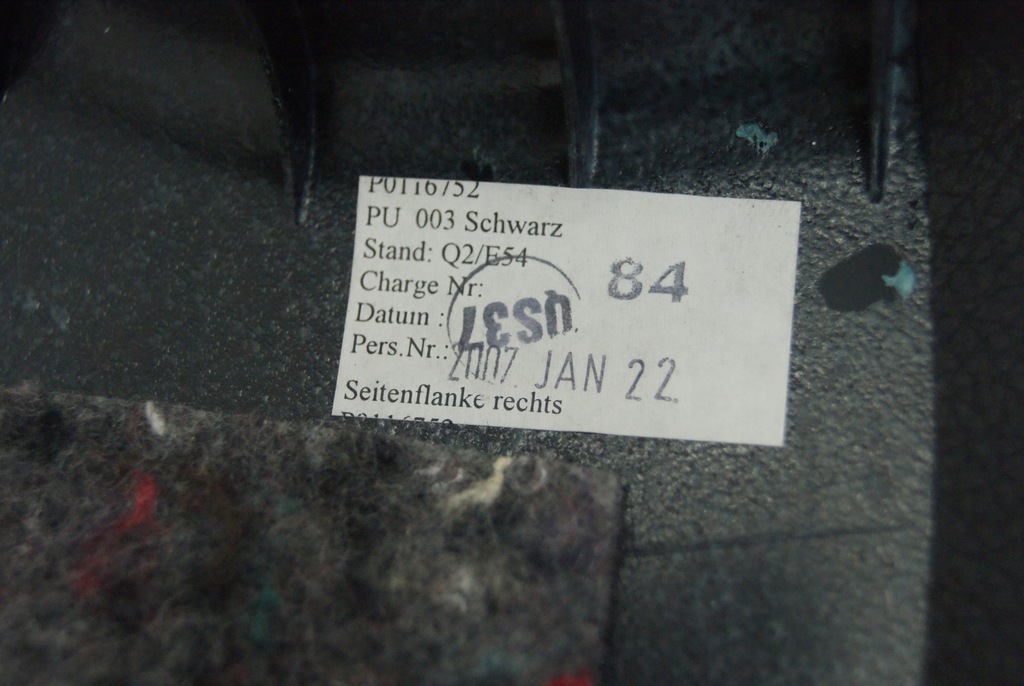 P0116752
PU 003 Schwarz
Stand: Q2/E54
Charge Nr:
84
Datum :
US37
Pers.Nr.:
2007 JAN 22
Seitenflanke rechts